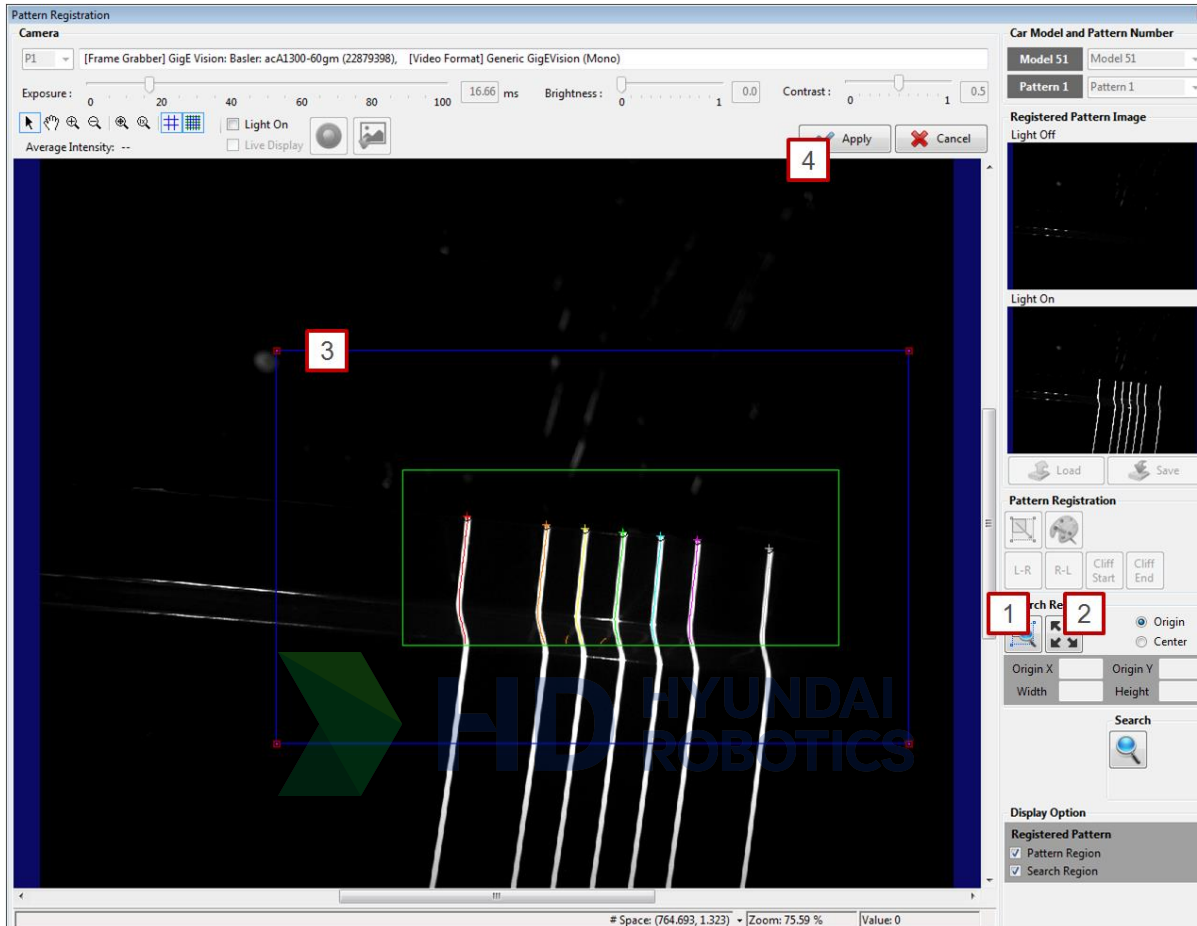 Pattern Registration
Camera
P1
[Frame Grabber] GigE Vision: Basler: acA1300-60gm (22879398), [Video Format] Generic GigEVision (Mono)
Exposure :
0 20 40 60 80 100
16.66 ms
Brightness :
0 1
0.0
Contrast :
0 1
0.5
Light On
Live Display
Average Intensity: --
4
Apply
Cancel
3
HD HYUNDAI
ROBOTICS
# Space: (764.693, 1.323)
Zoom: 75.59 %
Value: 0
Car Model and Pattern Number
Model 51
Model 51
Pattern 1
Pattern 1
Registered Pattern Image
Light Off
Light On
Load
Save
Pattern Registration
L-R
R-L
Cliff
Start
Cliff
End
1
2
Origin
Center
Origin X
Origin Y
Width
Height
Search
Display Option
Registered Pattern
Pattern Region
Search Region